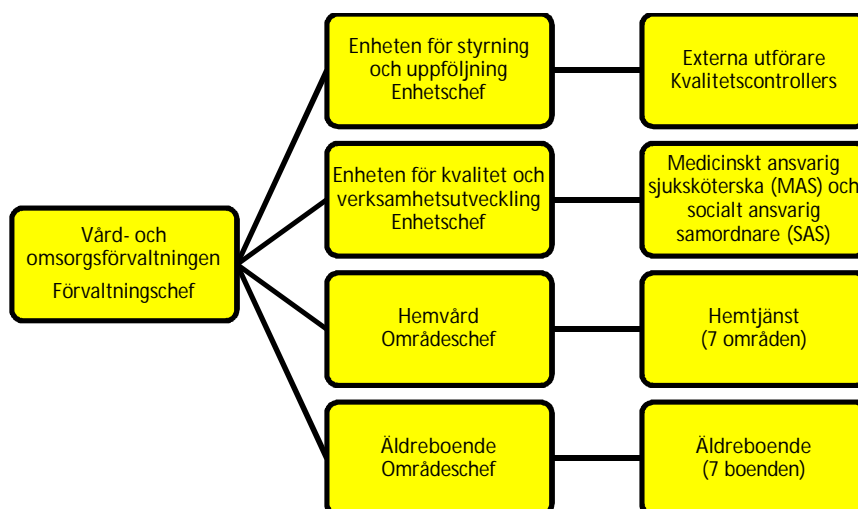 Vård- och
omsorgsförvaltningen
Förvaltningschef
Enheten för styrning
och uppföljning
Enhetschef
Externa utförare
Kvalitetscontrollers
Enheten för kvalitet och
verksamhetsutveckling
Enhetschef
Medicinskt ansvarig
sjuksköterska (MAS) och
socialt ansvarig
samordnare (SAS)
Hemvård
Områdeschef
Hemtjänst
(7 områden)
Äldreboende
Områdeschef
Äldreboende
(7 boenden)